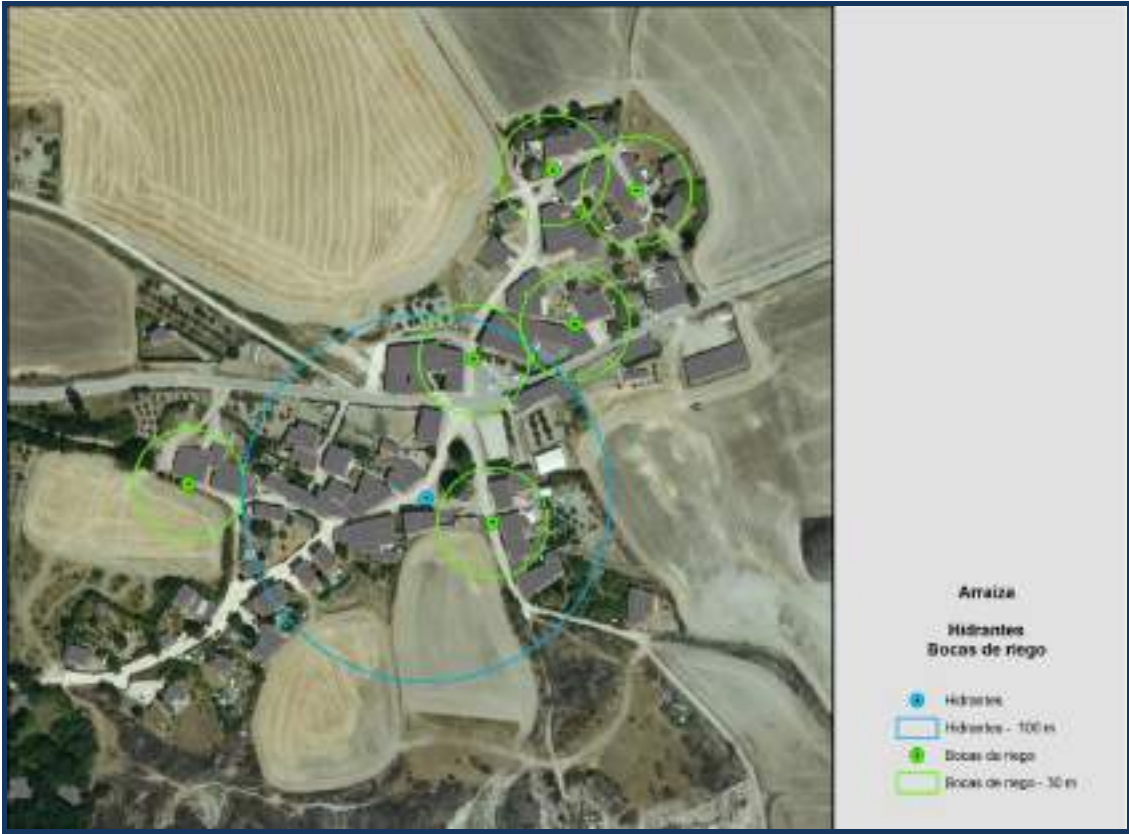 Arraiza
Hidrantes
Bocas de riego
Hidrantes
Hidrantes - 100 m
Bocas de riego
Bocas de riego - 30 m